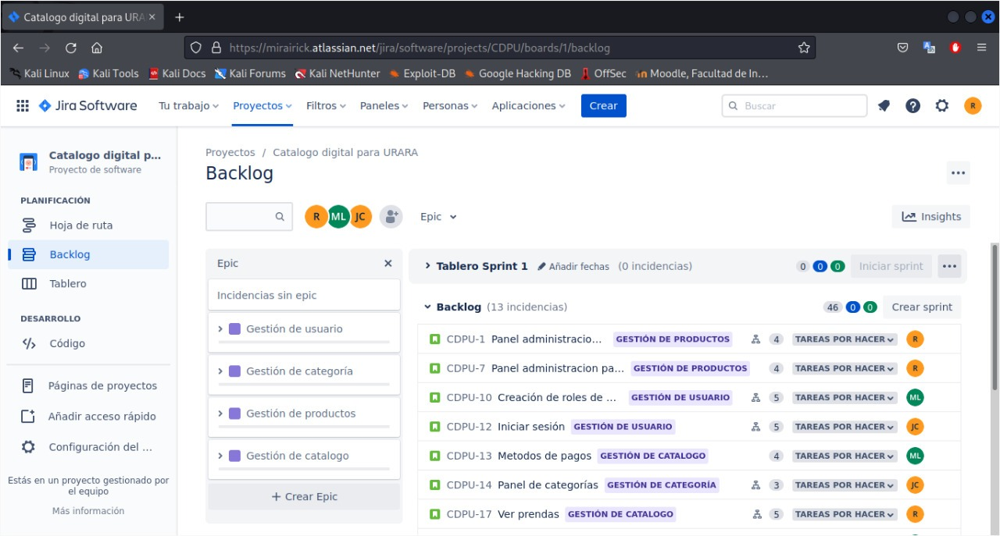 Catalogo digital para URA
https://mirairick.atlassian.net/jira/software/projects/CDPU/boards/1/backlog
Kali Linux Kali Tools Kali Docs Kali Forums Kali NetHunter Exploit-DB Google Hacking DB OffSec Moodle, Facultad de In…
Jira Software Tu trabajo Proyectos Filtros Paneles Personas Aplicaciones Crear Buscar R
Catalogo digital p...
Proyecto de software
PLANIFICACIÓN
Hoja de ruta
Backlog
Tablero
DESARROLLO
Código
Páginas de proyectos
Añadir acceso rápido
Configuración del ...
Estás en un proyecto gestionado por
el equipo
Más información
Proyectos / Catalogo digital para URARA
Backlog
R ML JC Epic Insights
Epic
Incidencias sin epic
Gestión de usuario
Gestión de categoría
Gestión de productos
Gestión de catalogo
+ Crear Epic
Tablero Sprint 1 Añadir fechas (0 incidencias) 0 0 0 Iniciar sprint
Backlog (13 incidencias) 46 0 0 Crear sprint
CDPU-1 Panel administracio... GESTIÓN DE PRODUCTOS 4 TAREAS POR HACER R
CDPU-7 Panel administracion pa... GESTIÓN DE PRODUCTOS 4 TAREAS POR HACER R
CDPU-10 Creación de roles de ... GESTIÓN DE USUARIO 5 TAREAS POR HACER ML
CDPU-12 Iniciar sesión GESTIÓN DE USUARIO 5 TAREAS POR HACER JC
CDPU-13 Metodos de pagos GESTIÓN DE CATALOGO 4 TAREAS POR HACER ML
CDPU-14 Panel de categorías GESTIÓN DE CATEGORÍA 3 TAREAS POR HACER JC
CDPU-17 Ver prendas GESTIÓN DE CATALOGO 5 TAREAS POR HACER R